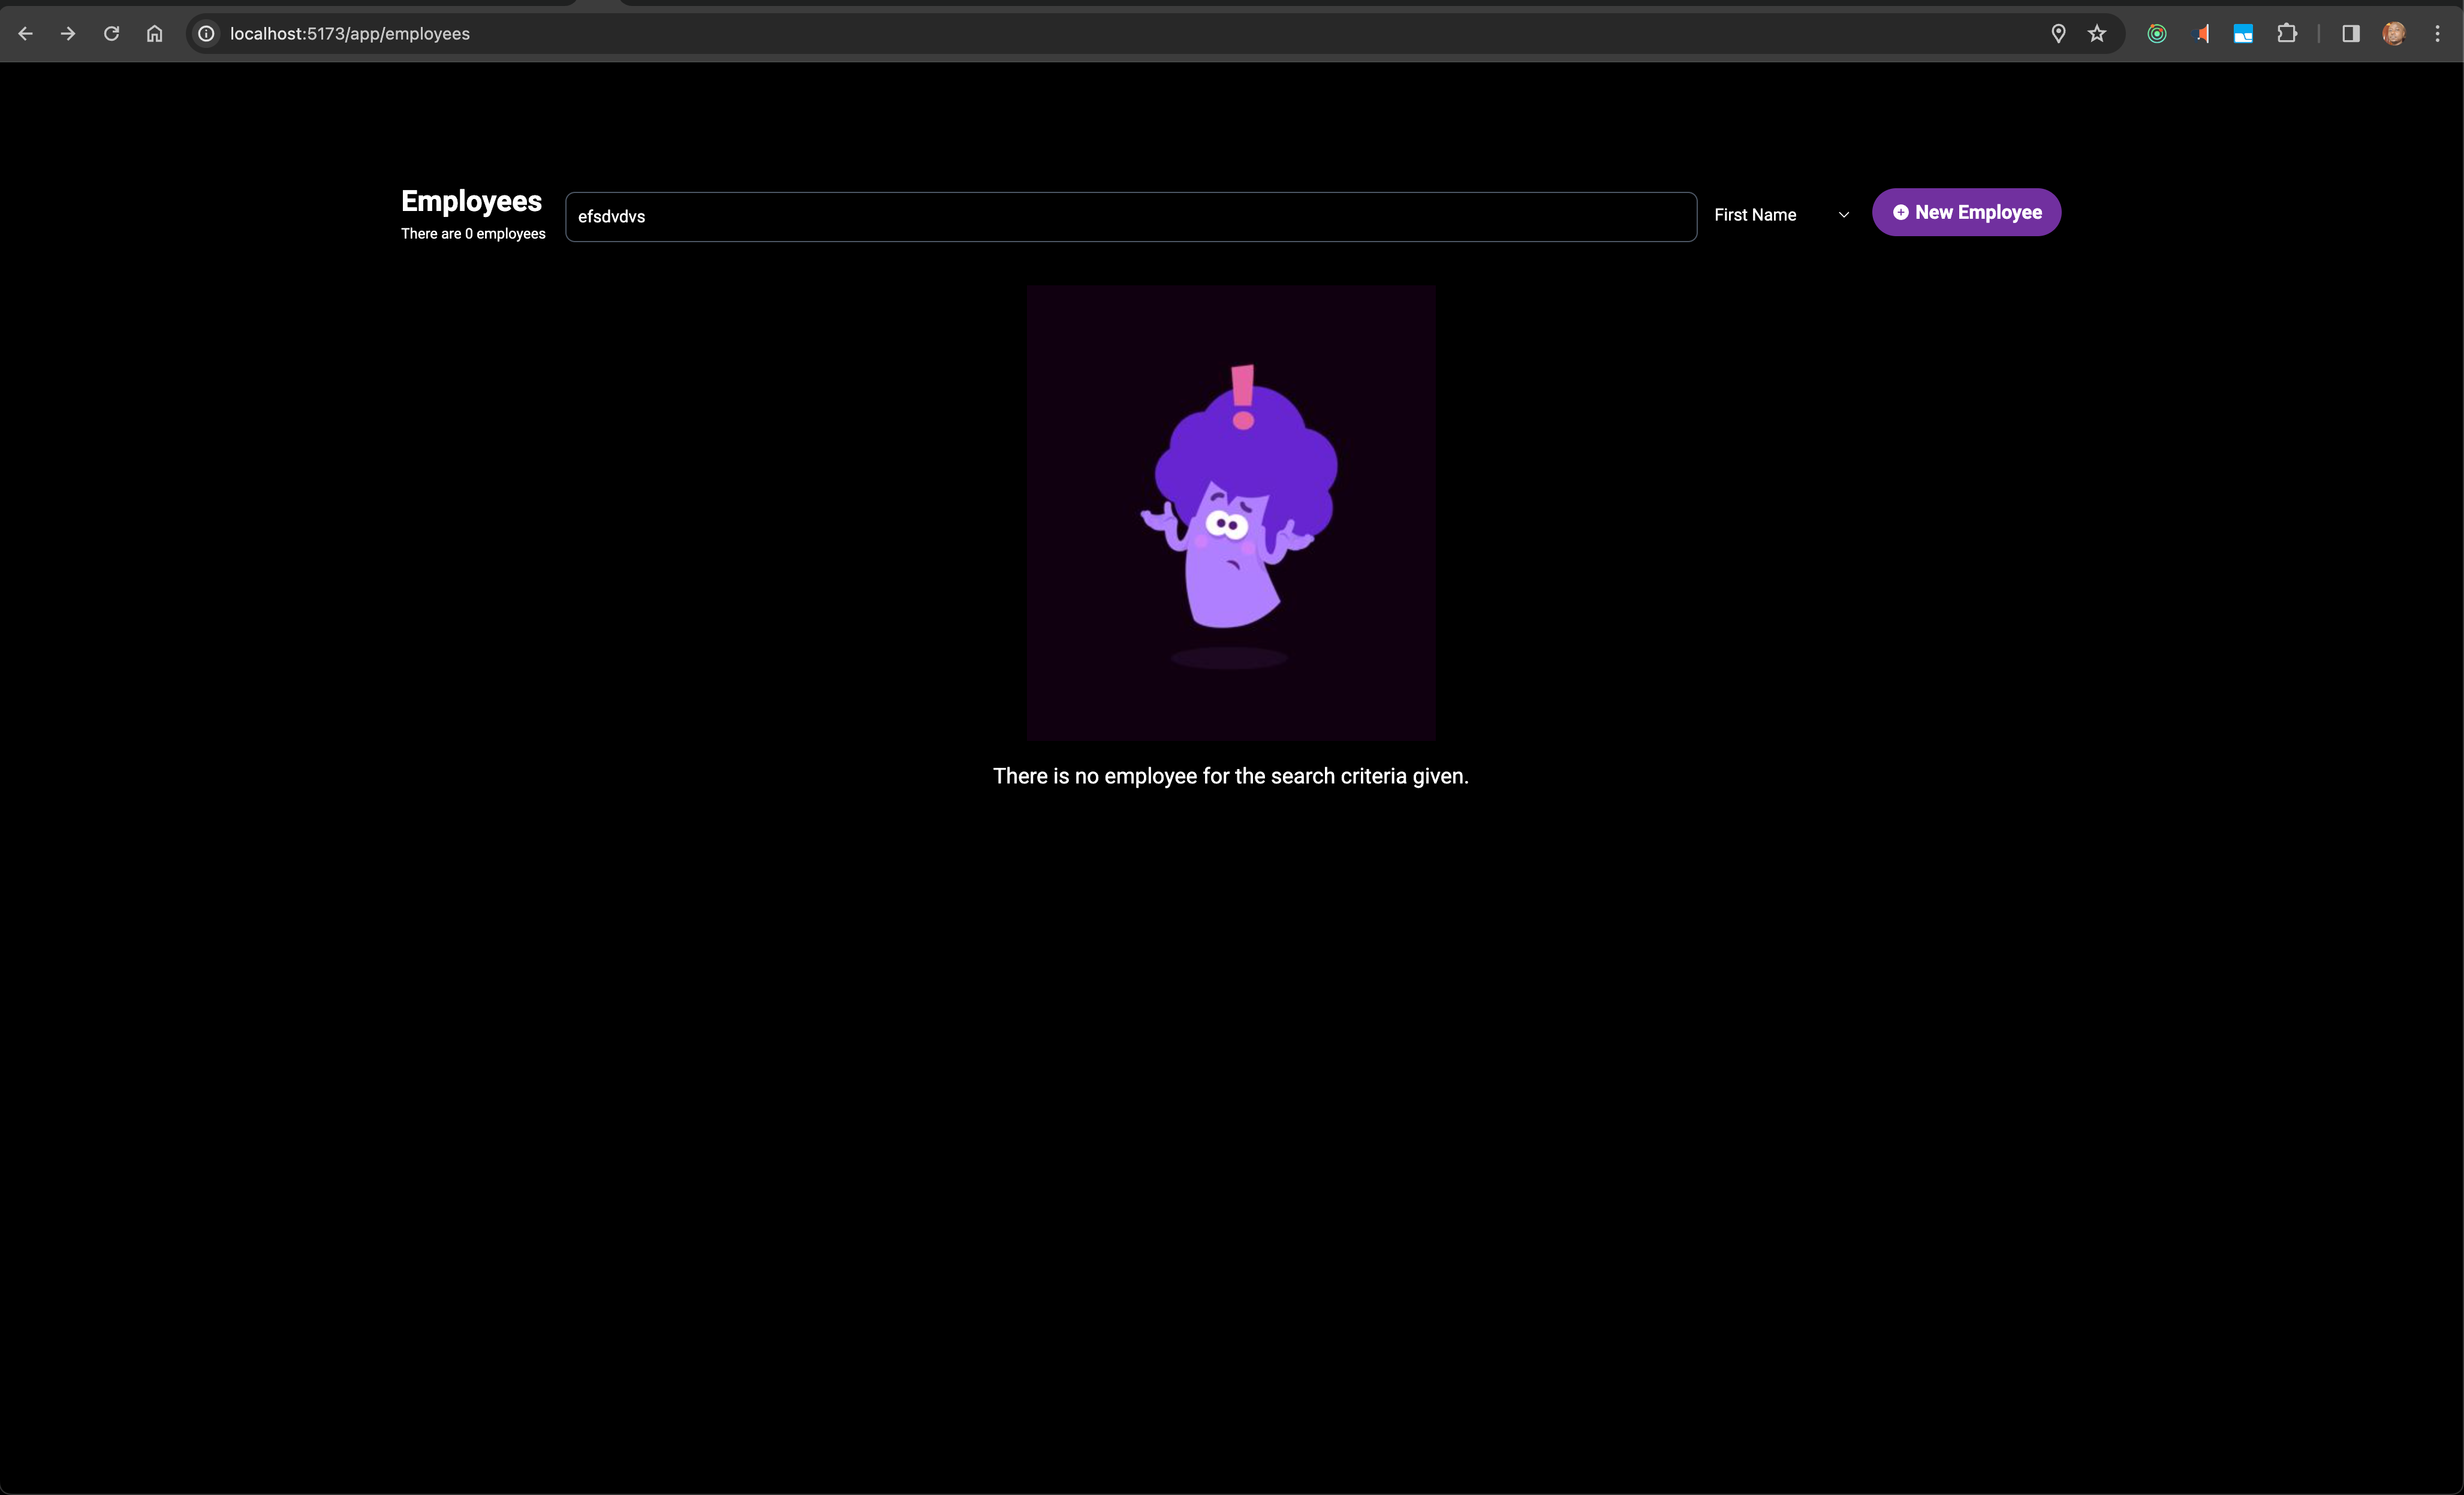 localhost:5173/app/employees
Employees
There are 0 employees
efsdvdvs
First Name
New Employee
There is no employee for the search criteria given.